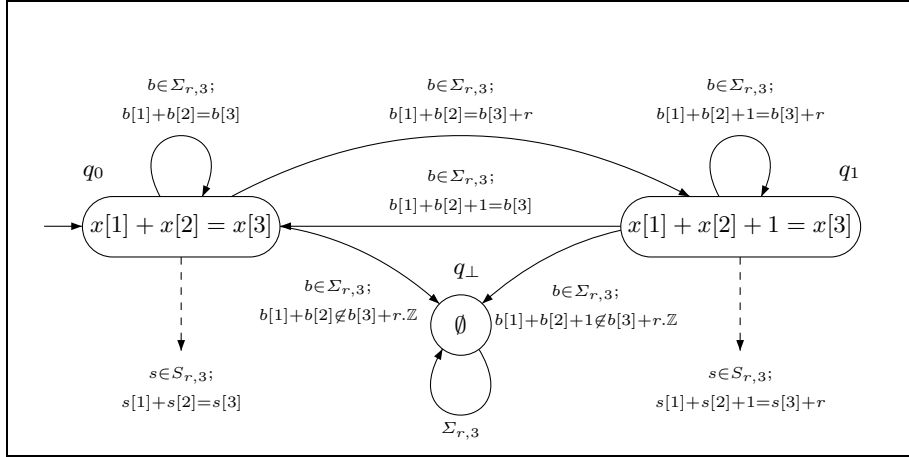 b∈Σr,3;
b[1]+b[2]=b[3]
b∈Σr,3;
b[1]+b[2]=b[3]+r
b∈Σr,3;
b[1]+b[2]+1=b[3]+r
q0
q1
b∈Σr,3;
b[1]+b[2]+1=b[3]
x[1] + x[2] = x[3]
x[1] + x[2] + 1 = x[3]
q⊥
b∈Σr,3;
b[1]+b[2]∉b[3]+r.ℤ
b∈Σr,3;
b[1]+b[2]+1∉b[3]+r.ℤ
∅
s∈Sr,3;
s[1]+s[2]=s[3]
s∈Sr,3;
s[1]+s[2]+1=s[3]+r
Σr,3